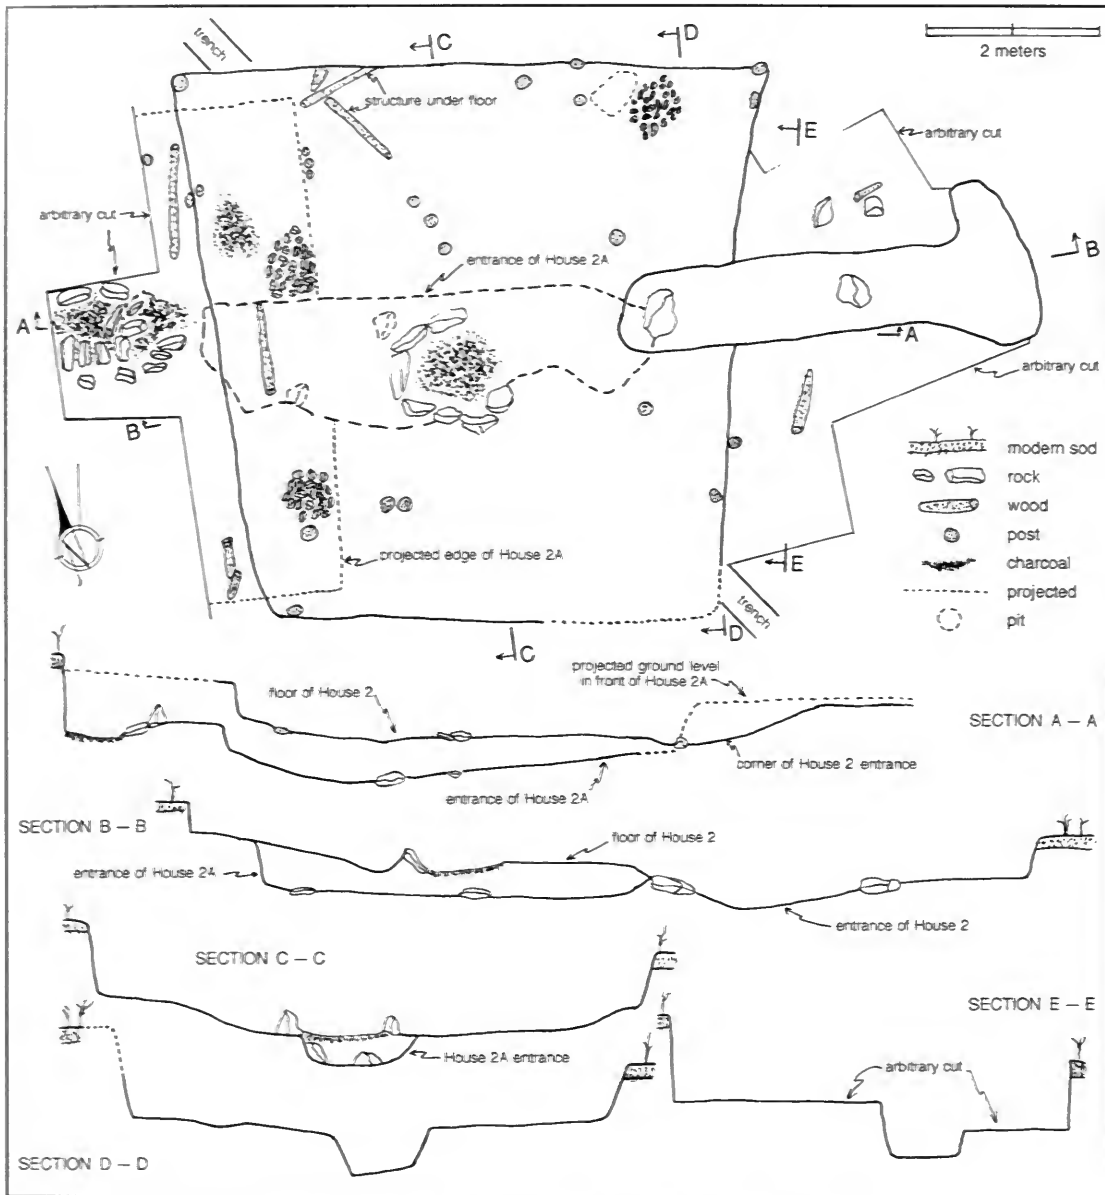 trench
C
D
2 meters
structure under floor
E
arbitrary cut
arbitrary cut
B
entrance of House 2A
A
A
arbitrary cut
B
modern sod
rock
wood
post
projected edge of House 2A
E
charcoal
trench
projected
D
pit
C
projected ground level
in front of House 2A
floor of House 2
SECTION A – A
corner of House 2 entrance
entrance of House 2A
SECTION B – B
floor of House 2
entrance of House 2A
entrance of House 2
SECTION C – C
SECTION E – E
House 2A entrance
arbitrary cut
SECTION D – D